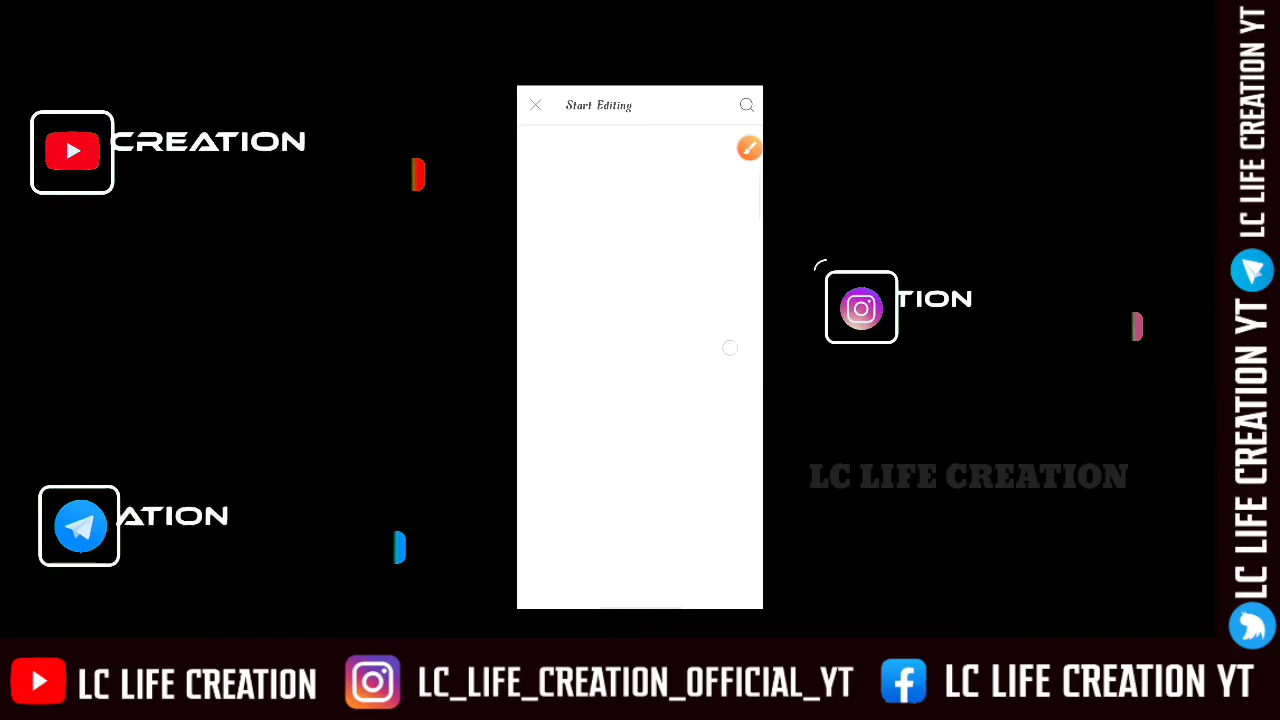 Start Editing
CREATION
TION
LC LIFE CREATION
ATION
LC LIFE CREATION
LC_LIFE_CREATION_OFFICIAL_YT
LC LIFE CREATION YT
LC LIFE CREATION YT
LC LIFE CREATION YT